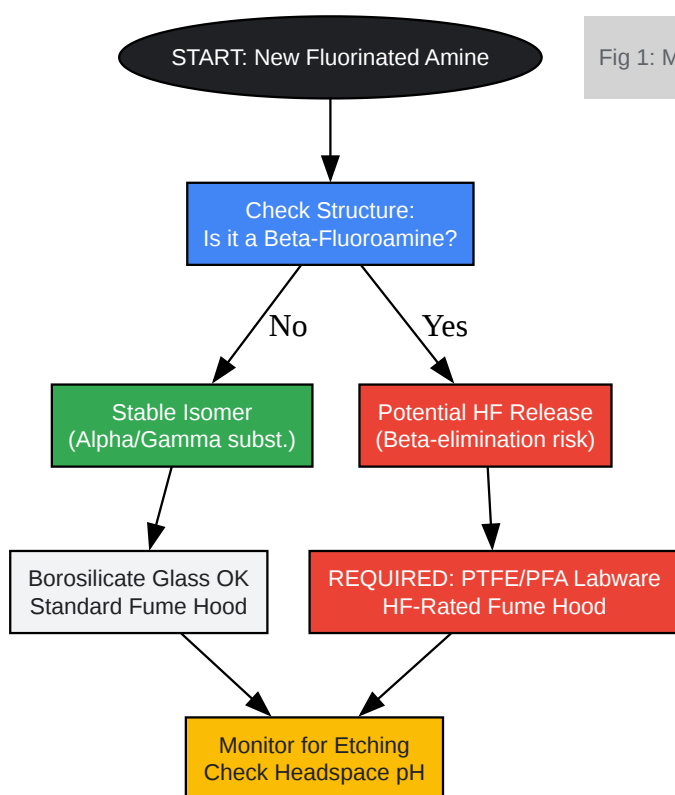 START: New Fluorinated Amine
Fig 1:
Check Structure:
Is it a Beta-Fluoroamine?
No
Yes
Stable Isomer
(Alpha/Gamma subst.)
Potential HF Release
(Beta-elimination risk)
Borosilicate Glass OK
Standard Fume Hood
REQUIRED: PTFE/PFA Labware
HF-Rated Fume Hood
Monitor for Etching
Check Headspace pH